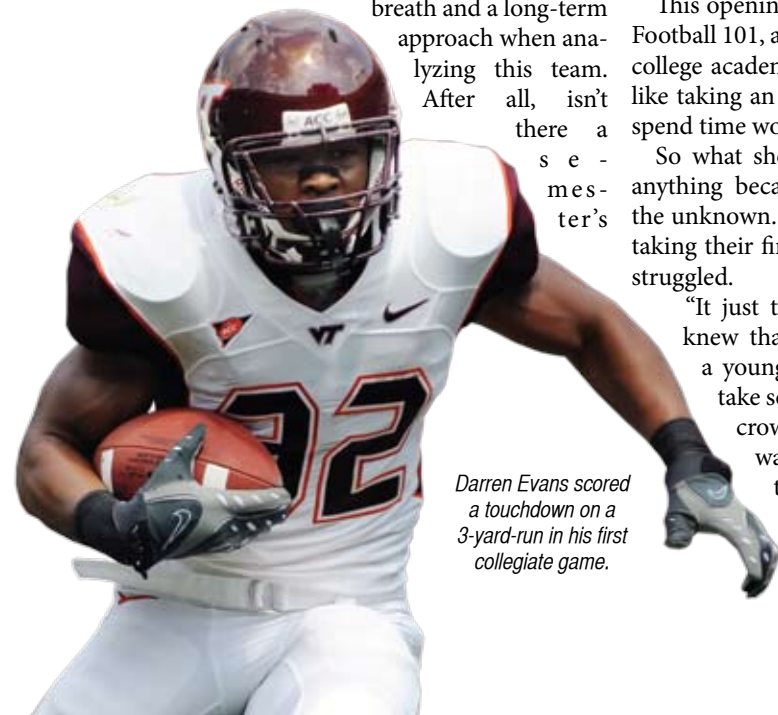 breath and a long-term
approach when ana-
lyzing this team.
After all, isn't
there a
s e -
mes-
ter's
This opening
Football 101, a
college academ
like taking an
spend time wo
So what sho
anything beca
the unknown.
taking their fir
struggled.
“It just t
knew tha
a young
take so
crow
wa
t
ACC
ACC
VT
32
Darren Evans scored
a touchdown on a
3-yard-run in his first
collegiate game.